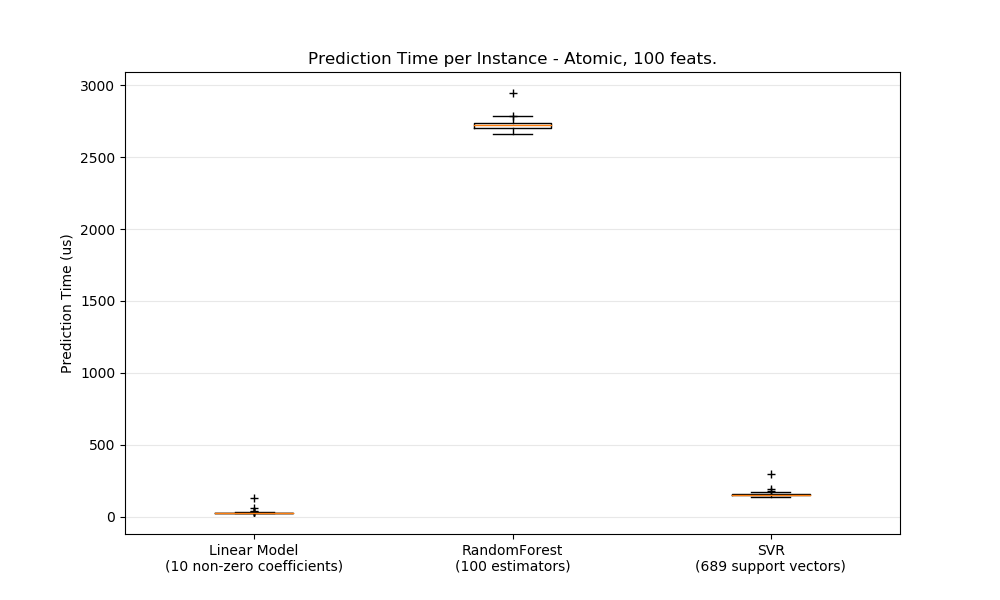 Prediction Time per Instance - Atomic, 100 feats.
Prediction Time (us)
3000
2500
2000
1500
1000
500
0
Linear Model
(10 non-zero coefficients)
RandomForest
(100 estimators)
SVR
(689 support vectors)